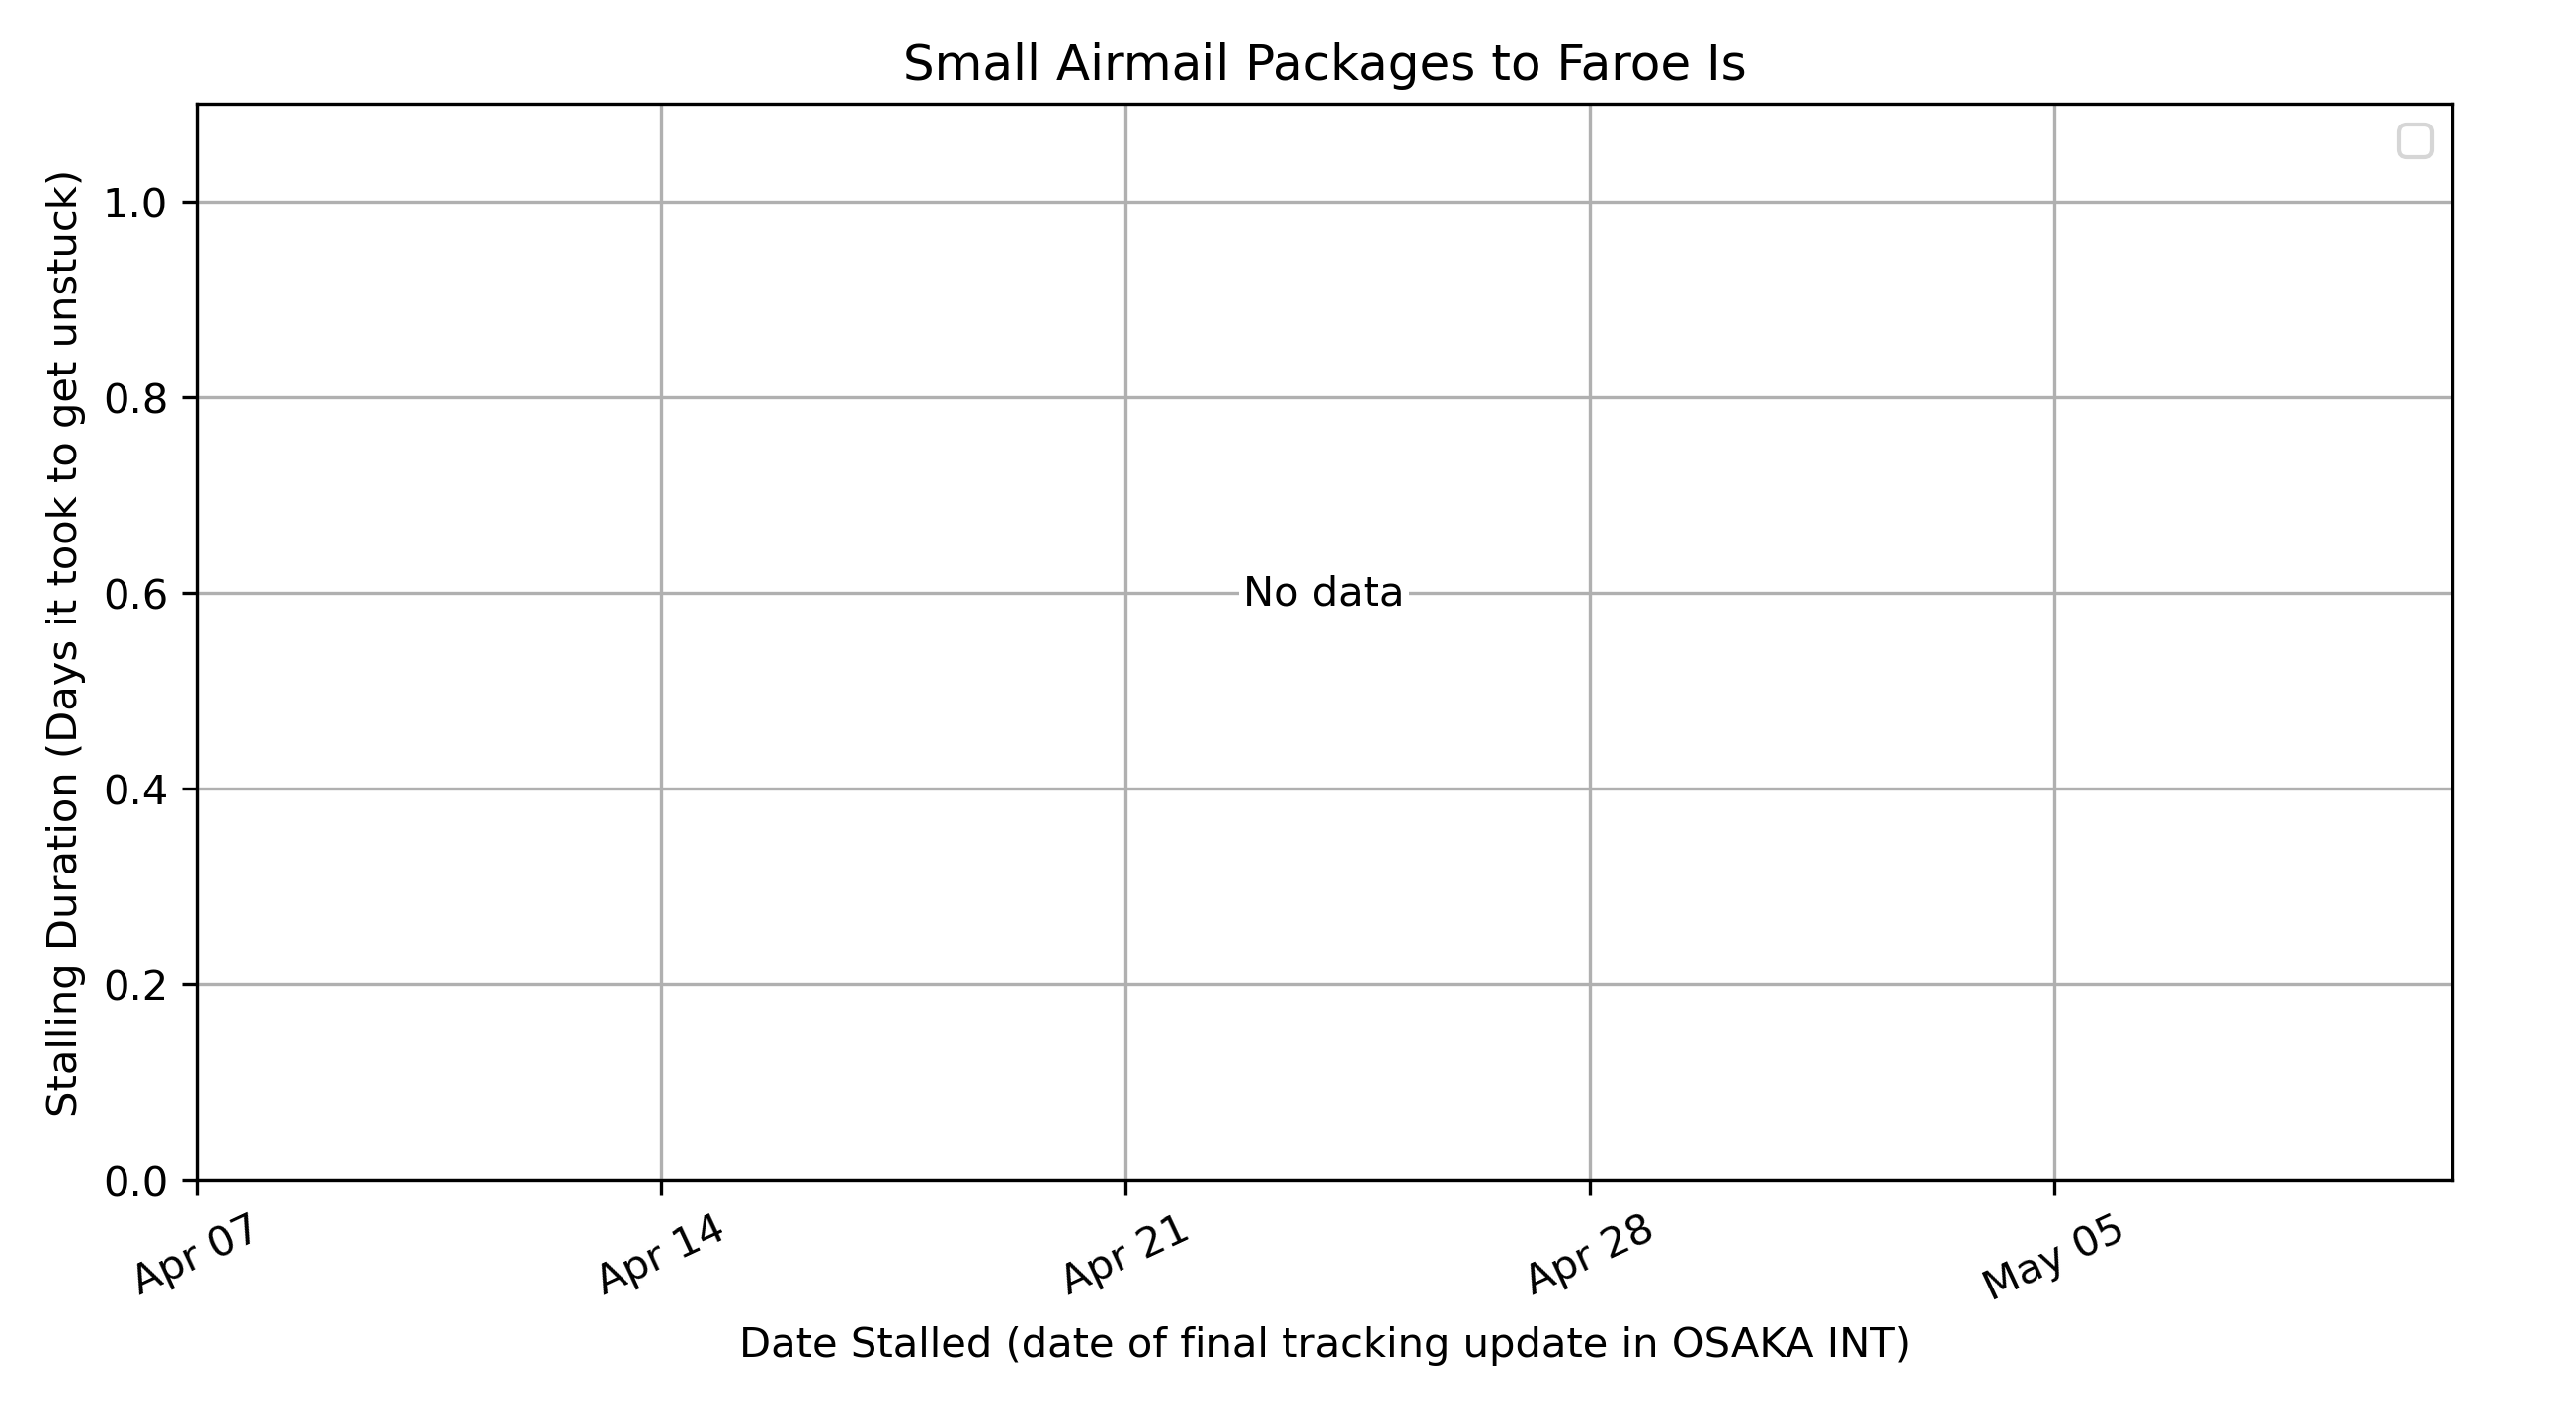 Small Airmail Packages to Faroe Is
Stalling Duration (Days it took to get unstuck)
1.0
0.8
0.6
0.4
0.2
0.0
No data
Apr 07
Apr 14
Apr 21
Apr 28
May 05
Date Stalled (date of final tracking update in OSAKA INT)